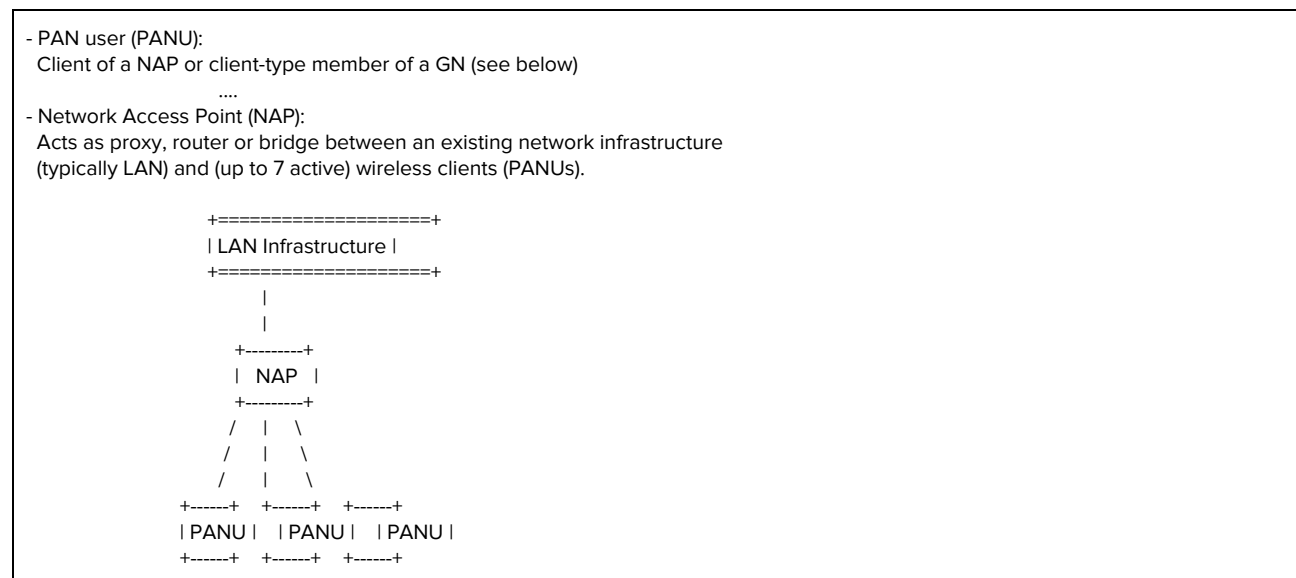 - PAN user (PANU):
Client of a NAP or client-type member of a GN (see below)
....
- Network Access Point (NAP):
Acts as proxy, router or bridge between an existing network infrastructure
(typically LAN) and (up to 7 active) wireless clients (PANUs).
+====================+
| LAN Infrastructure |
+====================+
|
|
+---------+
| NAP |
+---------+
/ | \
/ | \
/ | \
+------+ +------+ +------+
| PANU | | PANU | | PANU |
+------+ +------+ +------+